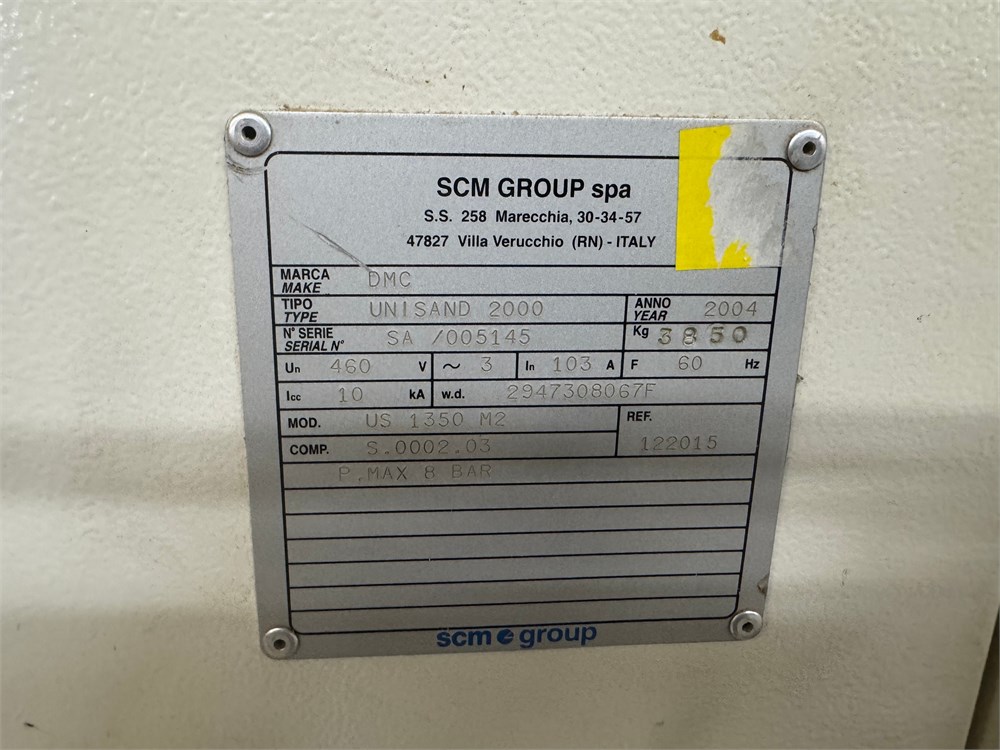 SCM GROUP spa
S.S. 258 Marecchia, 30-34-57
47827 Villa Verucchio (RN) - ITALY
MARCA
MAKE DMC
TIPO
TYPE UNISAND 2000 ANNO
YEAR 2004
N° SERIE
SERIAL N° SA /005145 Kg 3850
Un 460 V ~ 3 In 103 A F 60 Hz
Icc 10 kA w.d. 2947308067F
MOD. US 1350 M2 REF.
COMP. S.0002.03 122015
P.MAX 8 BAR
scm group